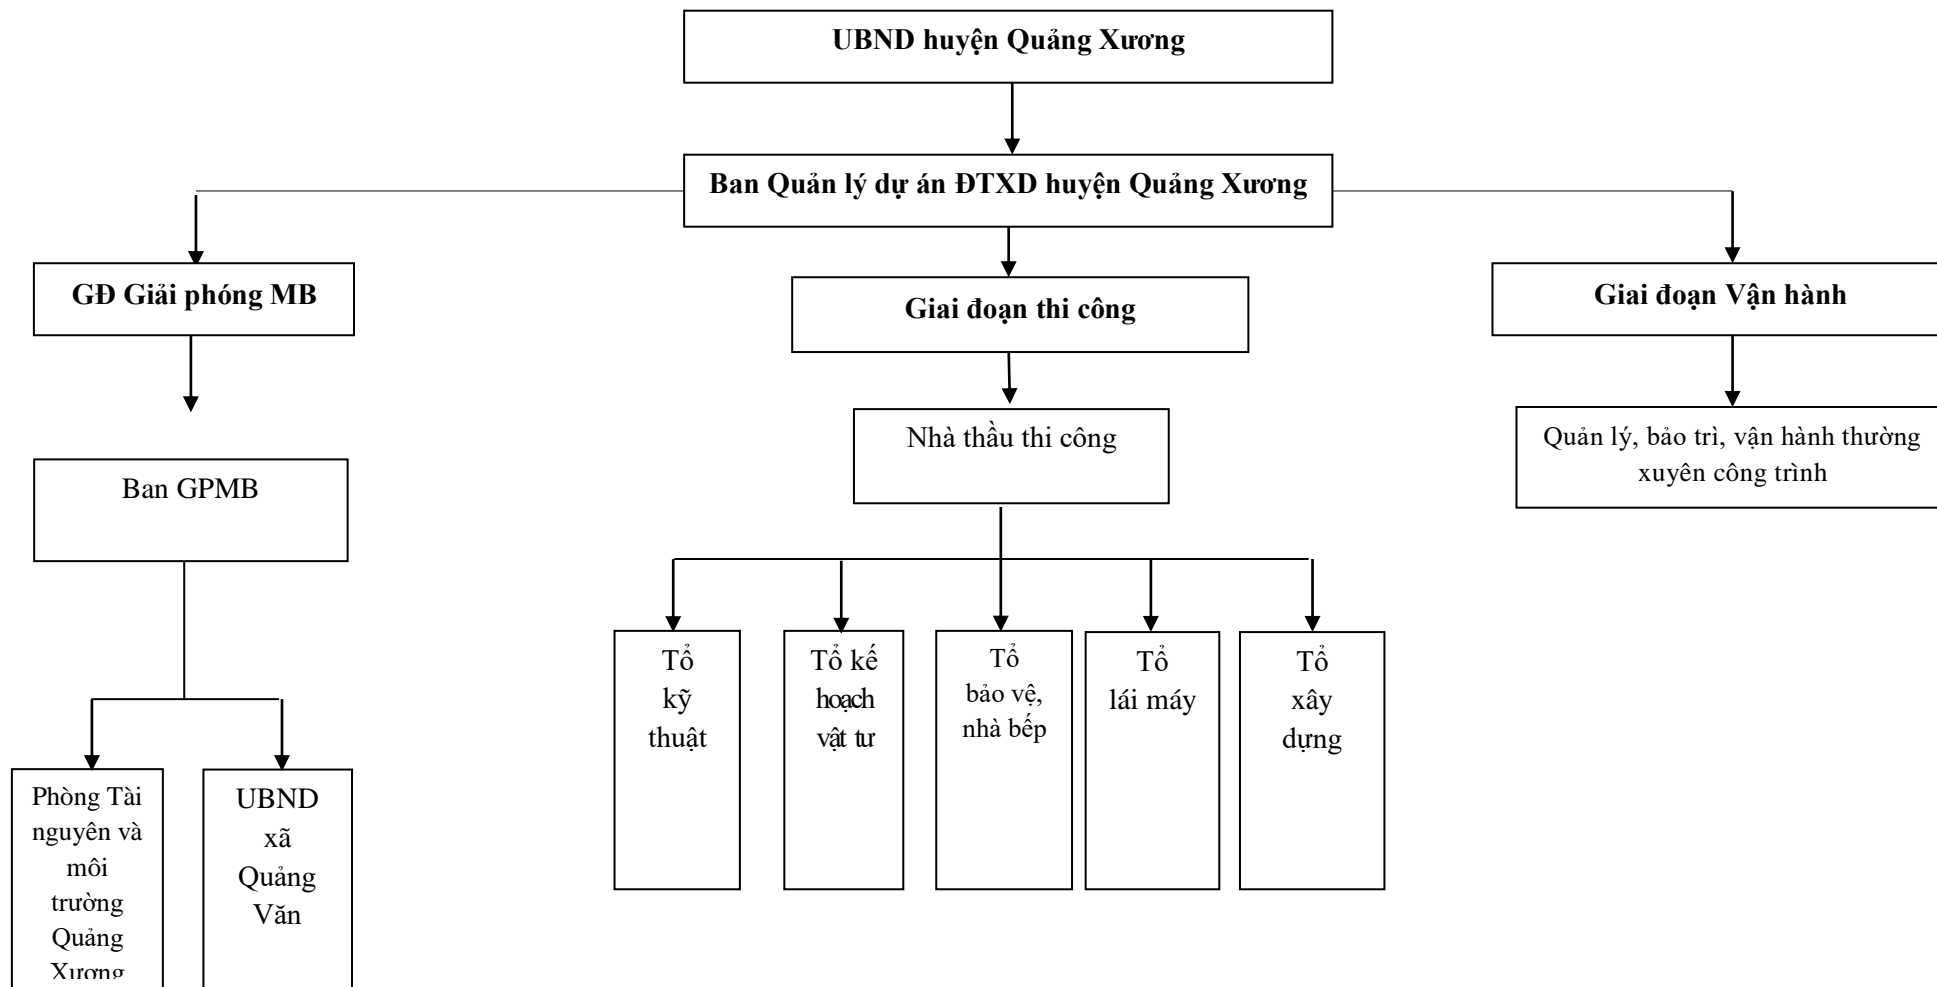 UBND huyện Quảng Xương
Ban Quản lý dự án ĐTXD huyện Quảng Xương
GĐ Giải phóng MB
Giai đoạn thi công
Giai đoạn Vận hành
Ban GPMB
Nhà thầu thi công
Quản lý, bảo trì, vận hành thường
xuyên công trình
Tổ
kỹ
thuật
Tổ kế
hoạch
vật tư
Tổ
bảo vệ,
nhà bếp
Tổ
lái máy
Tổ
xây
dựng
Phòng Tài
nguyên và
môi
trường
Quảng
Xương
UBND
xã
Quảng
Văn